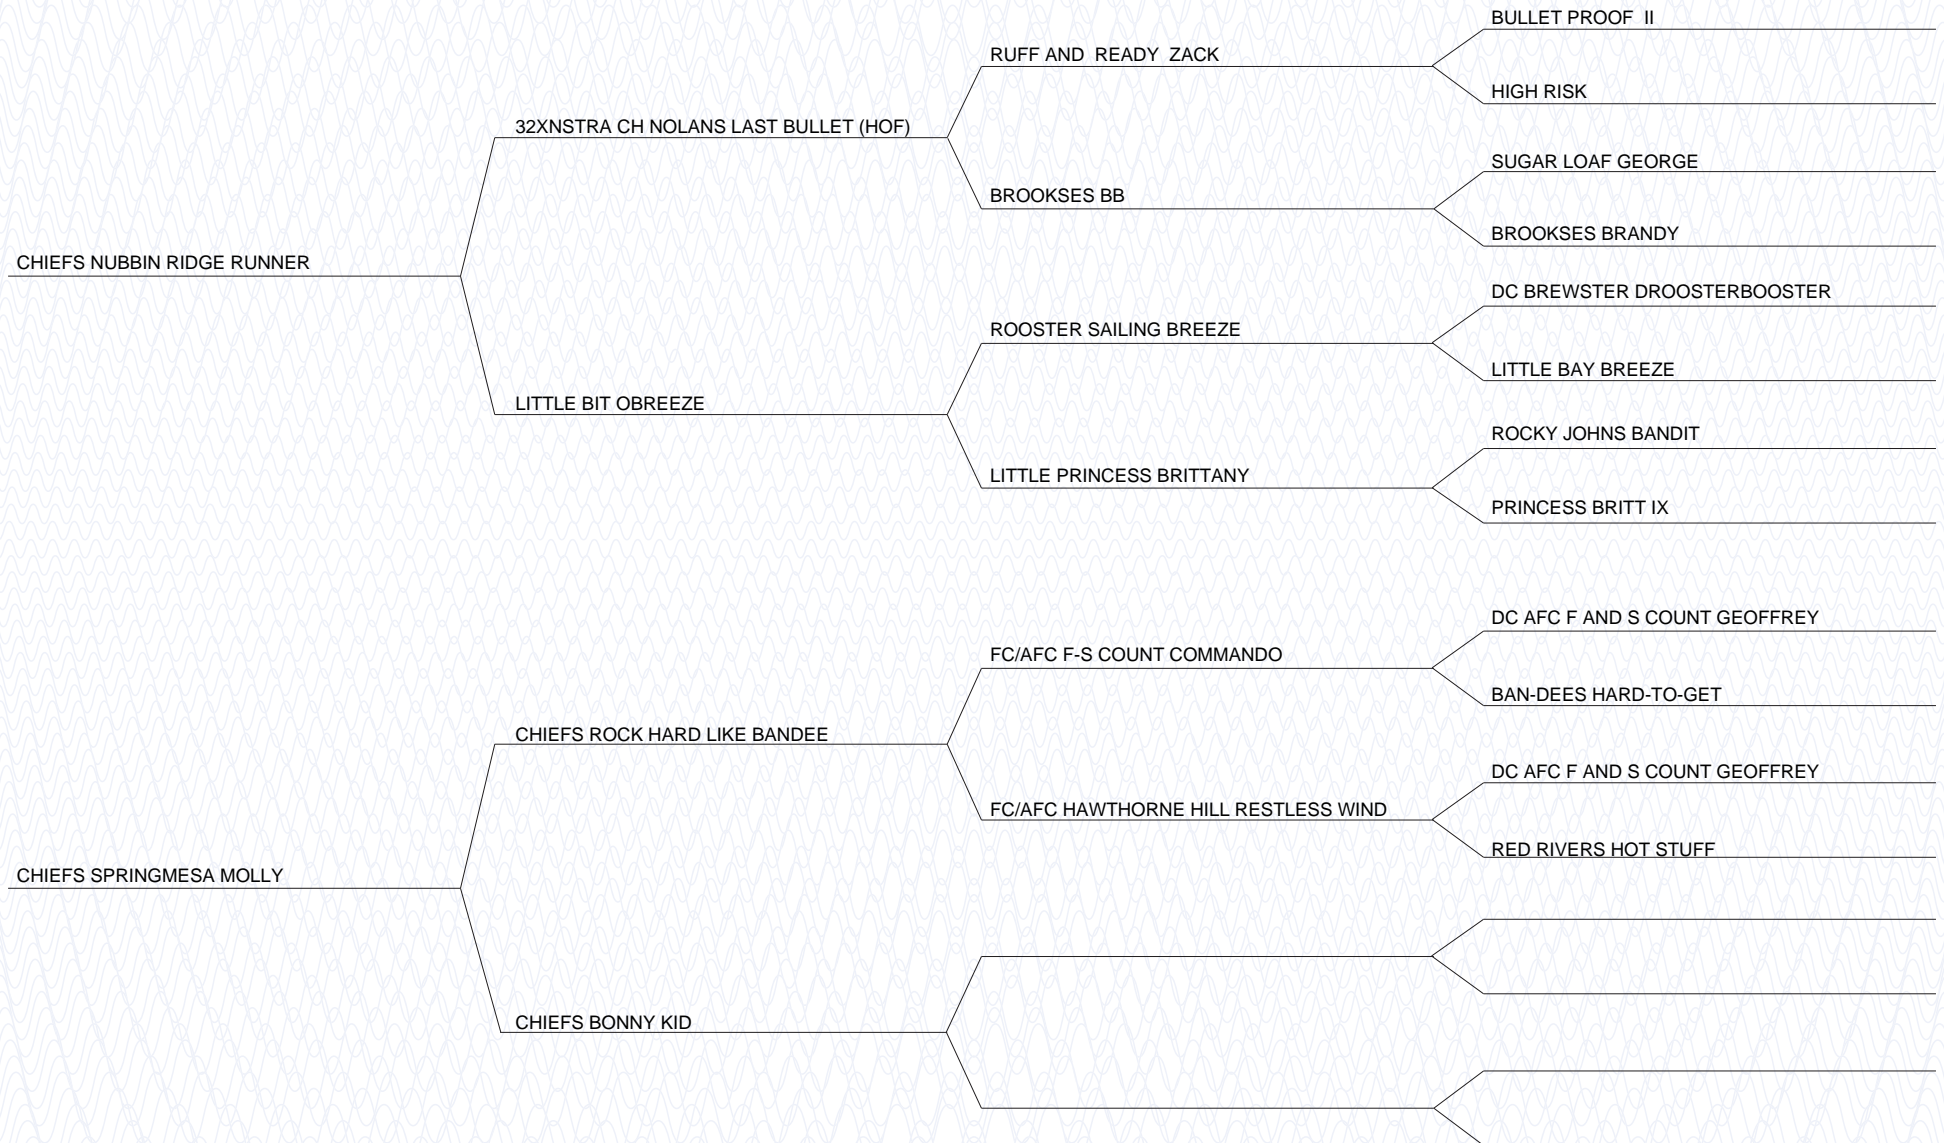 BULLET PROOF  II
RUFF AND  READY  ZACK
HIGH RISK
32XNSTRA CH NOLANS LAST BULLET (HOF)
SUGAR LOAF GEORGE
BROOKSES BB
BROOKSES BRANDY
CHIEFS NUBBIN RIDGE RUNNER
DC BREWSTER DROOSTERBOOSTER
ROOSTER SAILING BREEZE
LITTLE BAY BREEZE
LITTLE BIT OBREEZE
ROCKY JOHNS BANDIT
LITTLE PRINCESS BRITTANY
PRINCESS BRITT IX
DC AFC F AND S COUNT GEOFFREY
FC/AFC F-S COUNT COMMANDO
BAN-DEES HARD-TO-GET
CHIEFS ROCK HARD LIKE BANDEE
DC AFC F AND S COUNT GEOFFREY
FC/AFC HAWTHORNE HILL RESTLESS WIND
RED RIVERS HOT STUFF
CHIEFS SPRINGMESA MOLLY
CHIEFS BONNY KID